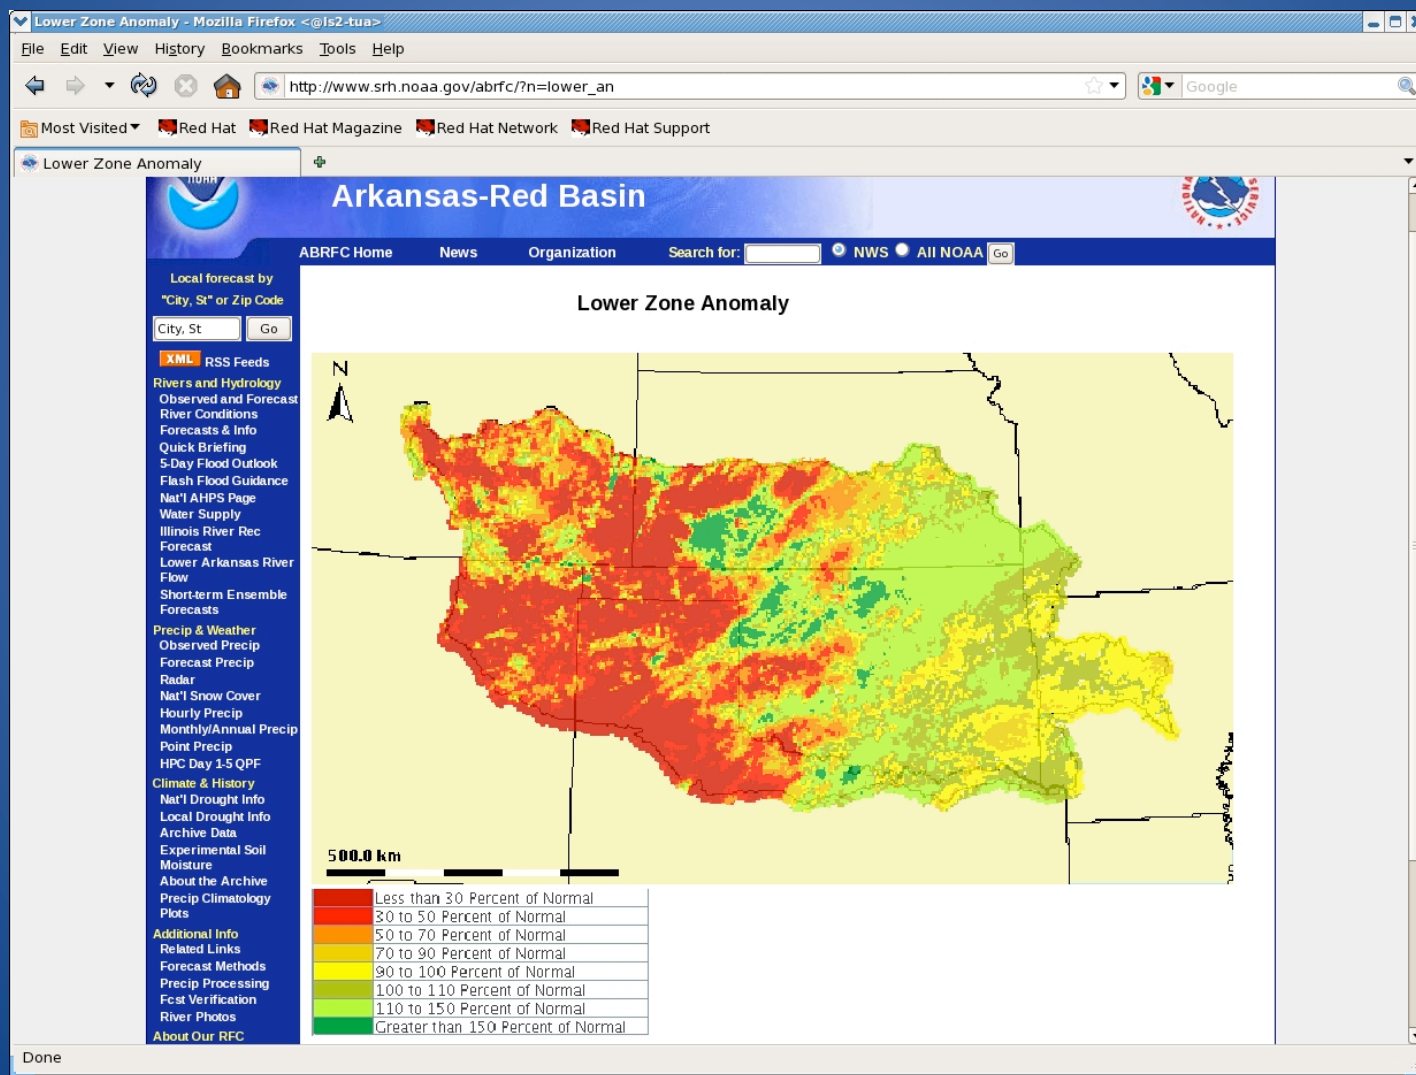 Lower Zone Anomaly - Mozilla Firefox <@ls2-tua>
File Edit View History Bookmarks Tools Help
http://www.srh.noaa.gov/abrfc/?n=lower_an
Google
Most Visited Red Hat Red Hat Magazine Red Hat Network Red Hat Support
Lower Zone Anomaly
NOAA
Arkansas-Red Basin
NATIONAL SERVICE
ABRFC Home News Organization Search for: NWS All NOAA Go
Local forecast by
"City, St" or Zip Code
City, St Go
XML RSS Feeds
Rivers and Hydrology
Observed and Forecast
River Conditions
Forecasts & Info
Quick Briefing
5-Day Flood Outlook
Flash Flood Guidance
Nat'l AHPS Page
Water Supply
Illinois River Rec
Forecast
Lower Arkansas River
Flow
Short-term Ensemble
Forecasts
Precip & Weather
Observed Precip
Forecast Precip
Radar
Nat'l Snow Cover
Hourly Precip
Monthly/Annual Precip
Point Precip
HPC Day 1-5 QPF
Climate & History
Nat'l Drought Info
Local Drought Info
Archive Data
Experimental Soil
Moisture
About the Archive
Precip Climatology
Plots
Additional Info
Related Links
Forecast Methods
Precip Processing
Fcst Verification
River Photos
About Our RFC
Lower Zone Anomaly
N
500.0 km
Less than 30 Percent of Normal
30 to 50 Percent of Normal
50 to 70 Percent of Normal
70 to 90 Percent of Normal
90 to 100 Percent of Normal
100 to 110 Percent of Normal
110 to 150 Percent of Normal
Greater than 150 Percent of Normal
Done